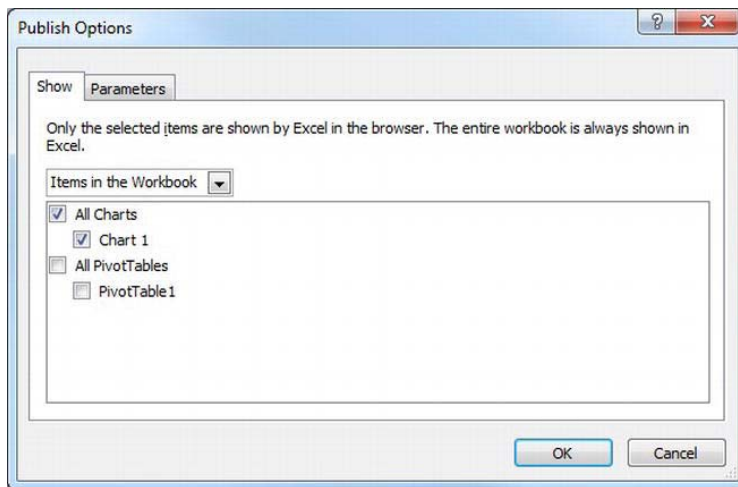 Publish Options
?
X
Show Parameters
Only the selected items are shown by Excel in the browser. The entire workbook is always shown in
Excel.
Items in the Workbook
All Charts
Chart 1
All PivotTables
PivotTable1
OK Cancel